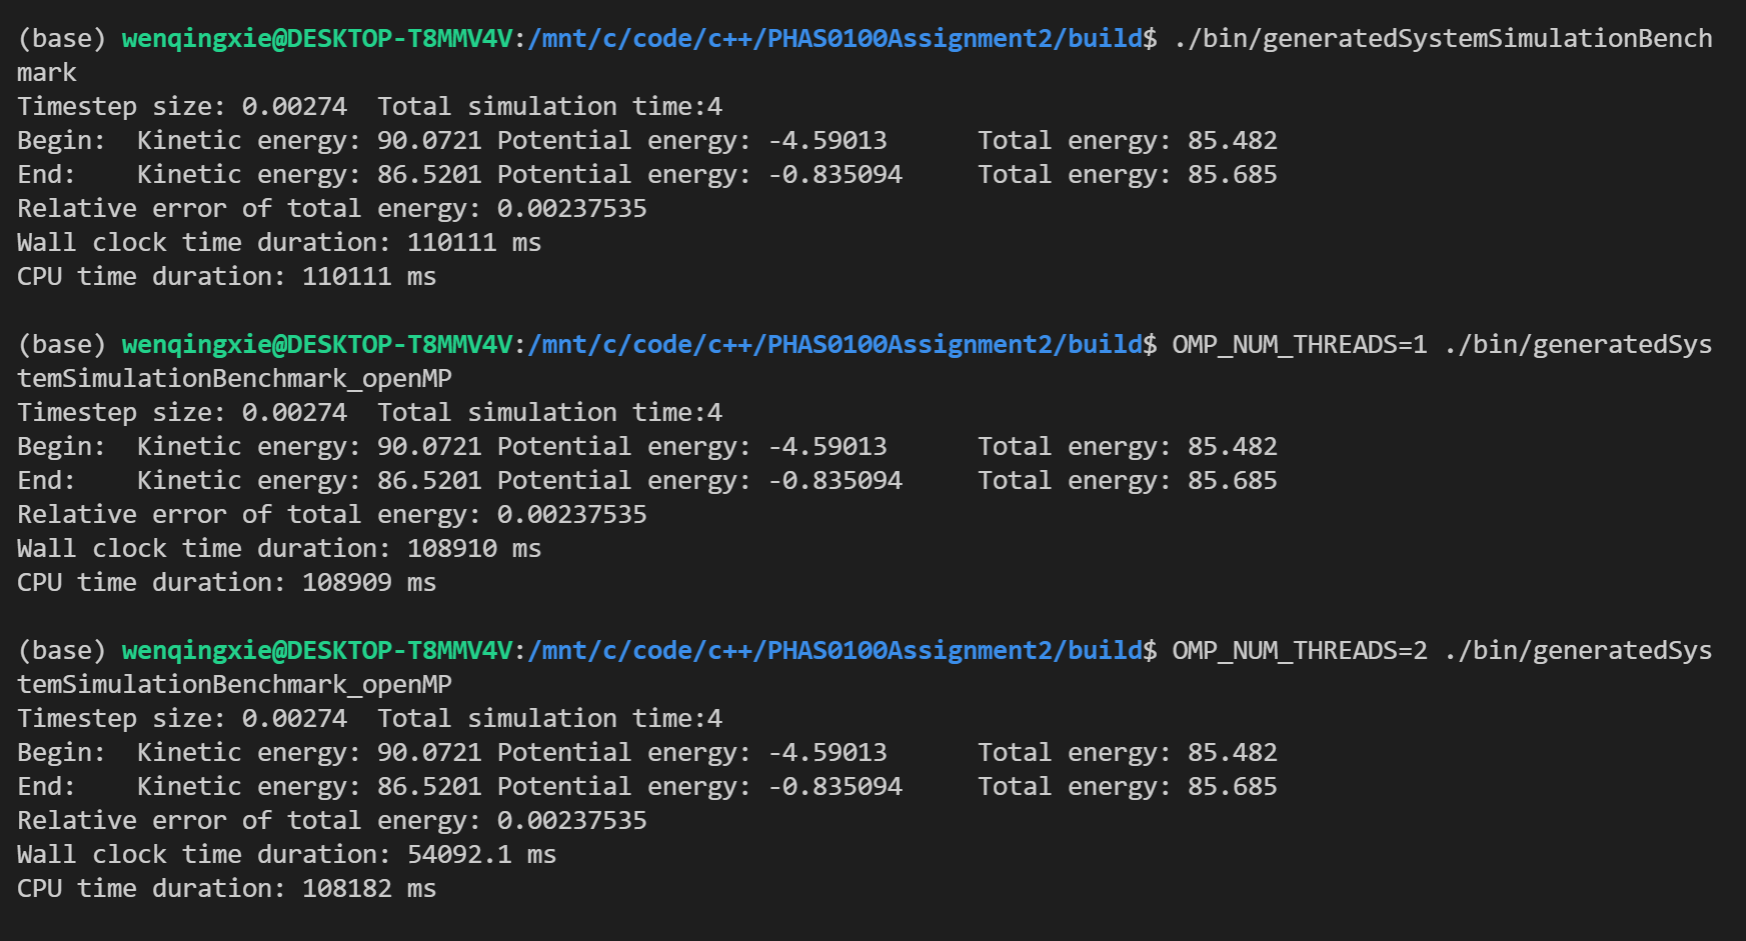 (base) wenqingxie@DESKTOP-T8MMV4V:/mnt/c/code/c++/PHAS0100Assignment2/build$ ./bin/generatedSystemSimulationBench
mark
Timestep size: 0.00274  Total simulation time:4
Begin:  Kinetic energy: 90.0721 Potential energy: -4.59013      Total energy: 85.482
End:    Kinetic energy: 86.5201 Potential energy: -0.835094     Total energy: 85.685
Relative error of total energy: 0.00237535
Wall clock time duration: 110111 ms
CPU time duration: 110111 ms
(base) wenqingxie@DESKTOP-T8MMV4V:/mnt/c/code/c++/PHAS0100Assignment2/build$ OMP_NUM_THREADS=1 ./bin/generatedSys
temSimulationBenchmark_openMP
Timestep size: 0.00274  Total simulation time:4
Begin:  Kinetic energy: 90.0721 Potential energy: -4.59013      Total energy: 85.482
End:    Kinetic energy: 86.5201 Potential energy: -0.835094     Total energy: 85.685
Relative error of total energy: 0.00237535
Wall clock time duration: 108910 ms
CPU time duration: 108909 ms
(base) wenqingxie@DESKTOP-T8MMV4V:/mnt/c/code/c++/PHAS0100Assignment2/build$ OMP_NUM_THREADS=2 ./bin/generatedSys
temSimulationBenchmark_openMP
Timestep size: 0.00274  Total simulation time:4
Begin:  Kinetic energy: 90.0721 Potential energy: -4.59013      Total energy: 85.482
End:    Kinetic energy: 86.5201 Potential energy: -0.835094     Total energy: 85.685
Relative error of total energy: 0.00237535
Wall clock time duration: 54092.1 ms
CPU time duration: 108182 ms